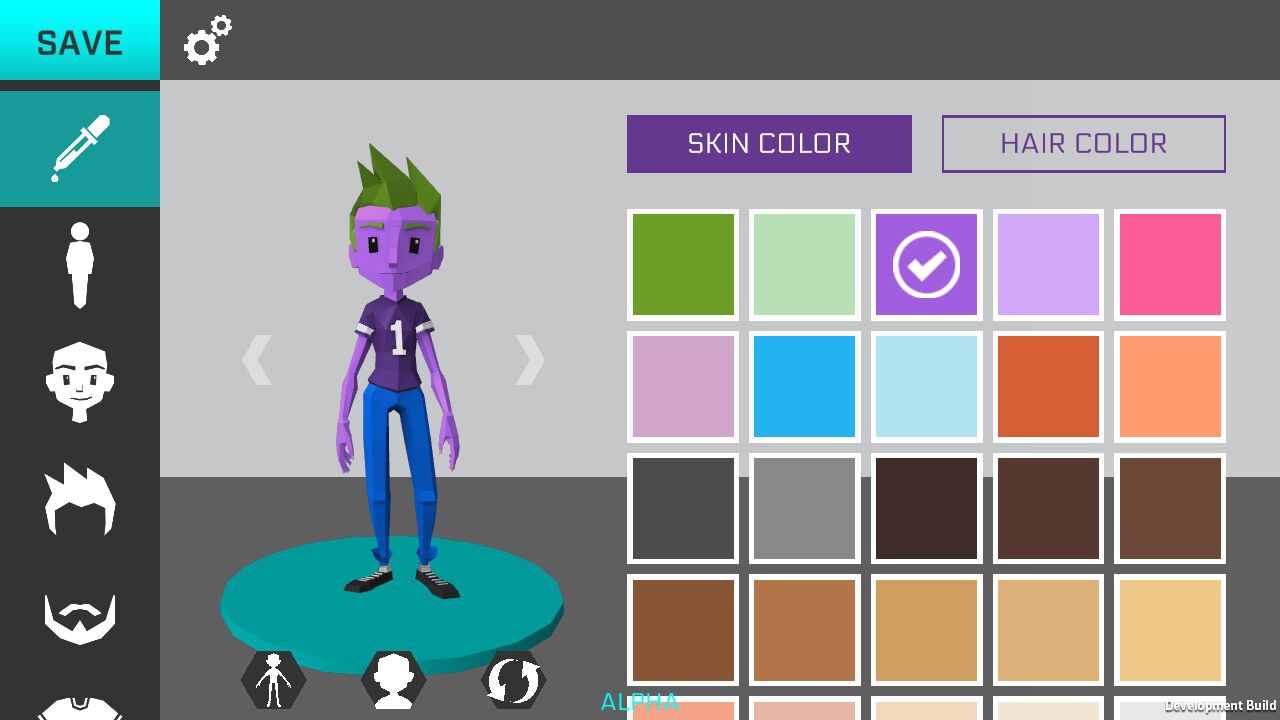 SAVE
SKIN COLOR
HAIR COLOR
1
ALPHA
Development Build